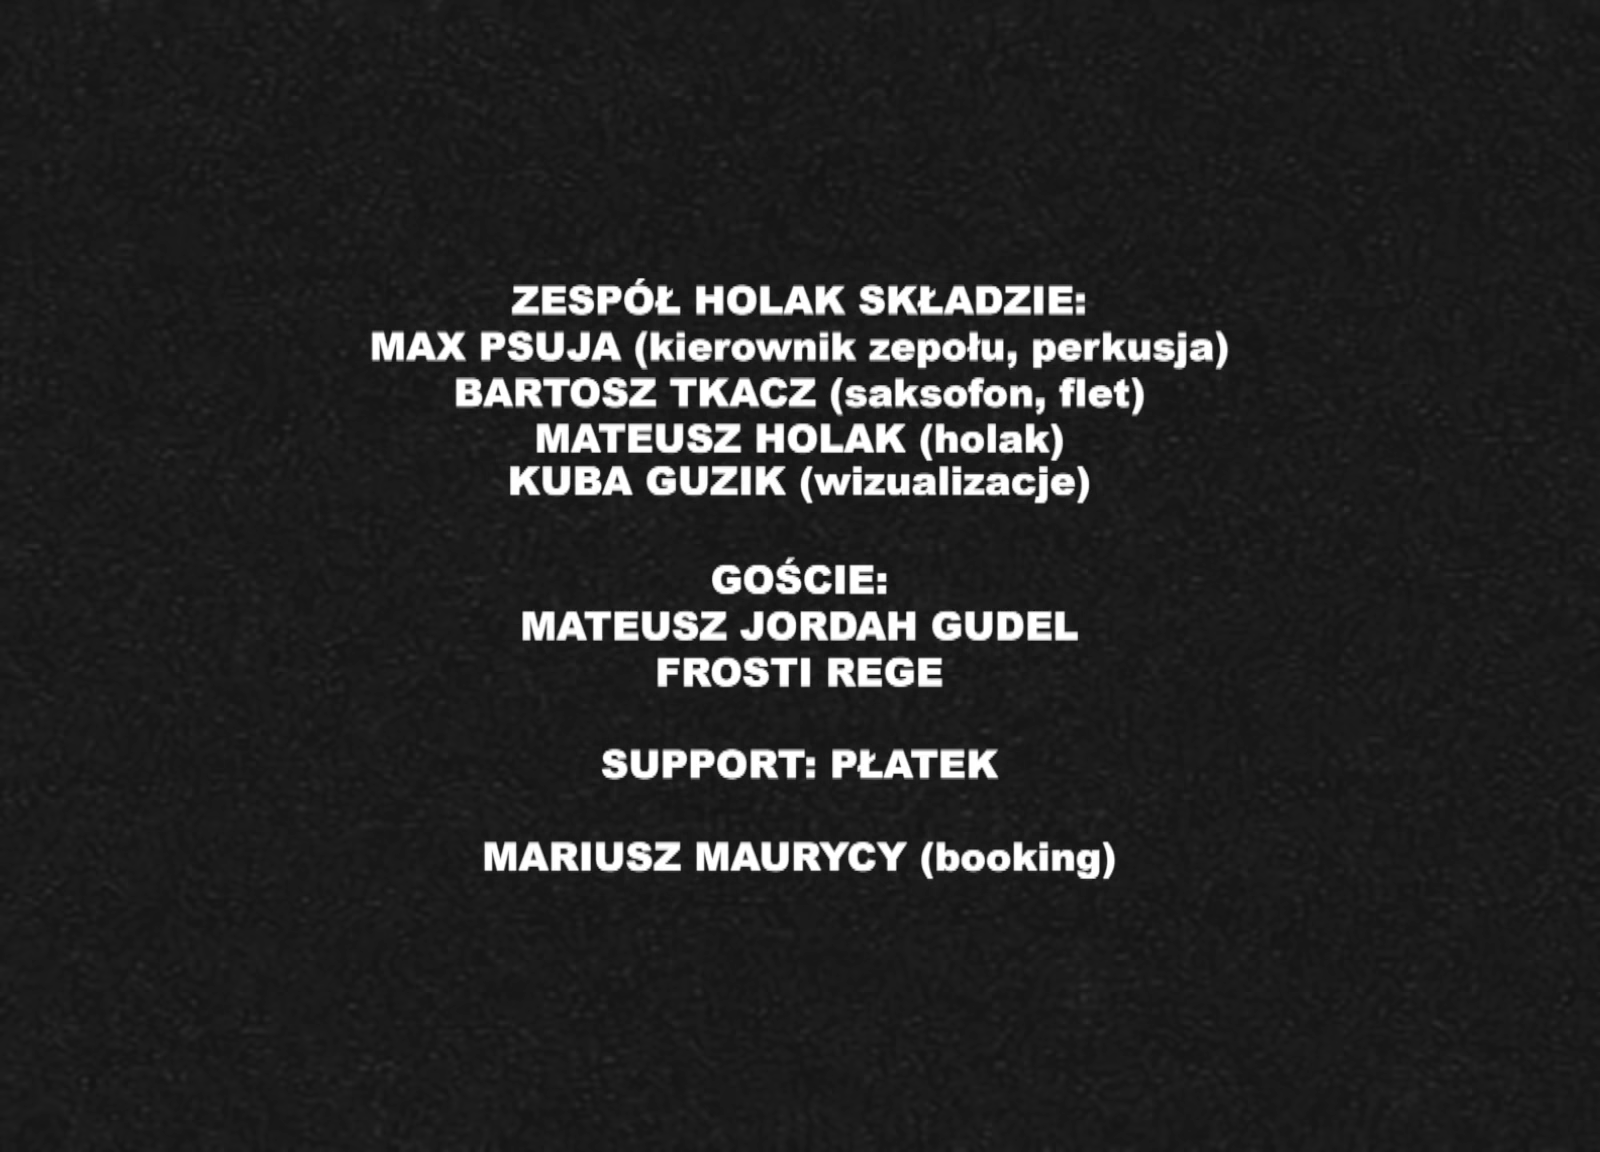 ZESPÓŁ HOLAK SKŁADZIE:
MAX PSUJA (kierownik zepołu, perkusja)
BARTOSZ TKACZ (saksofon, flet)
MATEUSZ HOLAK (holak)
KUBA GUZIK (wizualizacje)
GOŚCIE:
MATEUSZ JORDAH GUDEL
FROSTI REGE
SUPPORT: PŁATEK
MARIUSZ MAURYCY (booking)